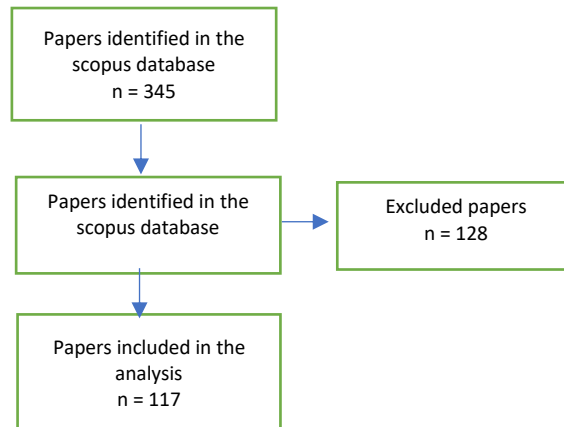 Papers identified in the
scopus database
n = 345
Papers identified in the
scopus database
Excluded papers
n = 128
Papers included in the
analysis
n = 117